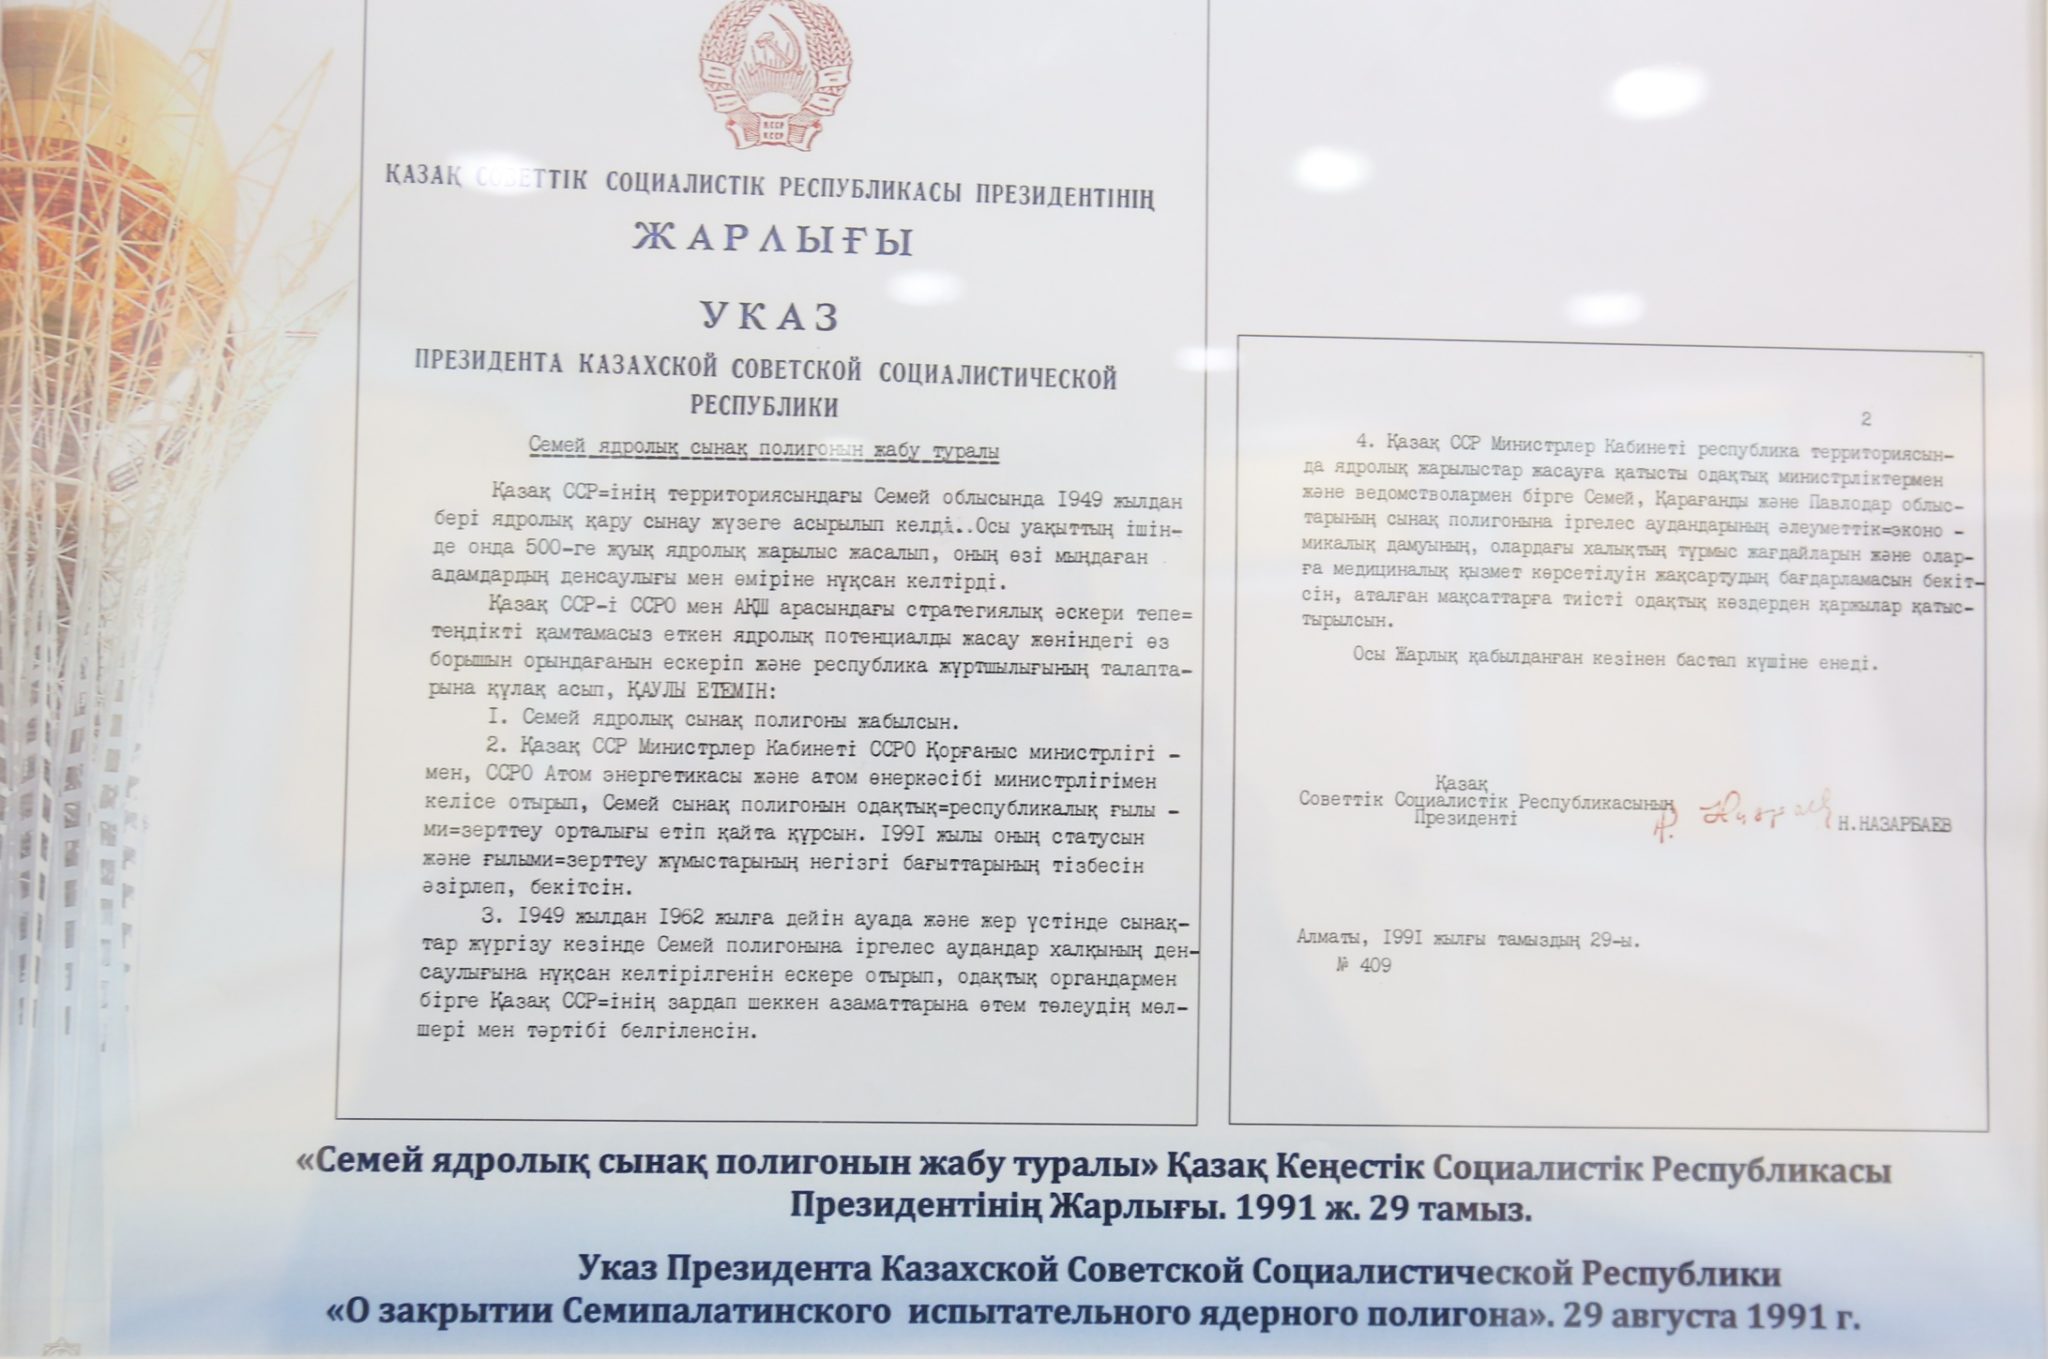 ҚАЗАҚ СОВЕТТІК СОЦИАЛИСТІК РЕСПУБЛИКАСЫ ПРЕЗИДЕНТІНІҢ
ЖАРЛЫҒЫ
УКАЗ
ПРЕЗИДЕНТА КАЗАХСКОЙ СОВЕТСКОЙ СОЦИАЛИСТИЧЕСКОЙ
РЕСПУБЛИКИ
Семей ядролық сынақ полигонын жабу туралы
Қазақ ССР=інің территориясындағы Семей облысында I949 жылдан
бері ядролық қару сынау жүзеге асырылып келді..Осы уақыттың ішін-
де онда 500-ге жуық ядролық жарылыс жасалып, оның өзі мыңдаған
адамдардың денсаулығы мен өміріне нұқсан келтірді.
Қазақ ССР-і ССРО мен АҚШ арасындағы стратегиялық әскери тепе=
теңдікті қамтамасыз еткен ядролық потенциалды жасау жөніндегі өз
борышын орындағанын ескеріп және республика жұртшылығының талапта-
рына құлақ асып, ҚАУЛЫ ЕТЕМІН:
I. Семей ядролық сынақ полигоны жабылсын.
2. Қазақ ССР Министрлер Кабинеті ССРО Қорғаныс министрлігі -
мен, ССРО Атом энергетикасы және атом өнеркәсібі министрлігімен
келісе отырып, Семей сынақ полигонын одақтық=республикалық ғылы -
ми=зерттеу орталығы етіп қайта құрсын. I99I жылы оның статусын
және ғылыми=зерттеу жұмыстарының негізгі бағыттарының тізбесін
әзірлеп, бекітсін.
3. I949 жылдан I962 жылға дейін ауада және жер үстінде сынақ-
тар жүргізу кезінде Семей полигонына іргелес аудандар халқының ден-
саулығына нұқсан келтірілгенін ескере отырып, одақтық органдармен
бірге Қазақ ССР=інің зардап шеккен азаматтарына өтем төлеудің мөл-
шері мен тәртібі белгіленсін.
2
4. Қазақ ССР Министрлер Кабинеті республика территориясын-
да ядролық жарылыстар жасауға қатысты одақтық министрліктермен
және ведомстволармен бірге Семей, Қарағанды және Павлодар облыс-
тарының сынақ полигонына іргелес аудандарының әлеуметтік=эконо -
микалық дамуының, олардағы халықтың тұрмыс жағдайларын және олар-
ға медициналық қызмет көрсетілуін жақсартудың бағдарламасын бекіт-
сін, аталған мақсаттарға тиісті одақтық көздерден қаржылар қатыс-
тырылсын.
Осы Жарлық қабылданған кезінен бастап күшіне енеді.
Қазақ
Советтік Социалистік Республикасының
Президенті
Н.НАЗАРБАЕВ
Алматы, I99I жылғы тамыздың 29-ы.
№ 409
«Семей ядролық сынақ полигонын жабу туралы» Қазақ Кеңестік Социалистік Республикасы
Президентінің Жарлығы. 1991 ж. 29 тамыз.
Указ Президента Казахской Советской Социалистической Республики
«О закрытии Семипалатинского испытательного ядерного полигона». 29 августа 1991 г.